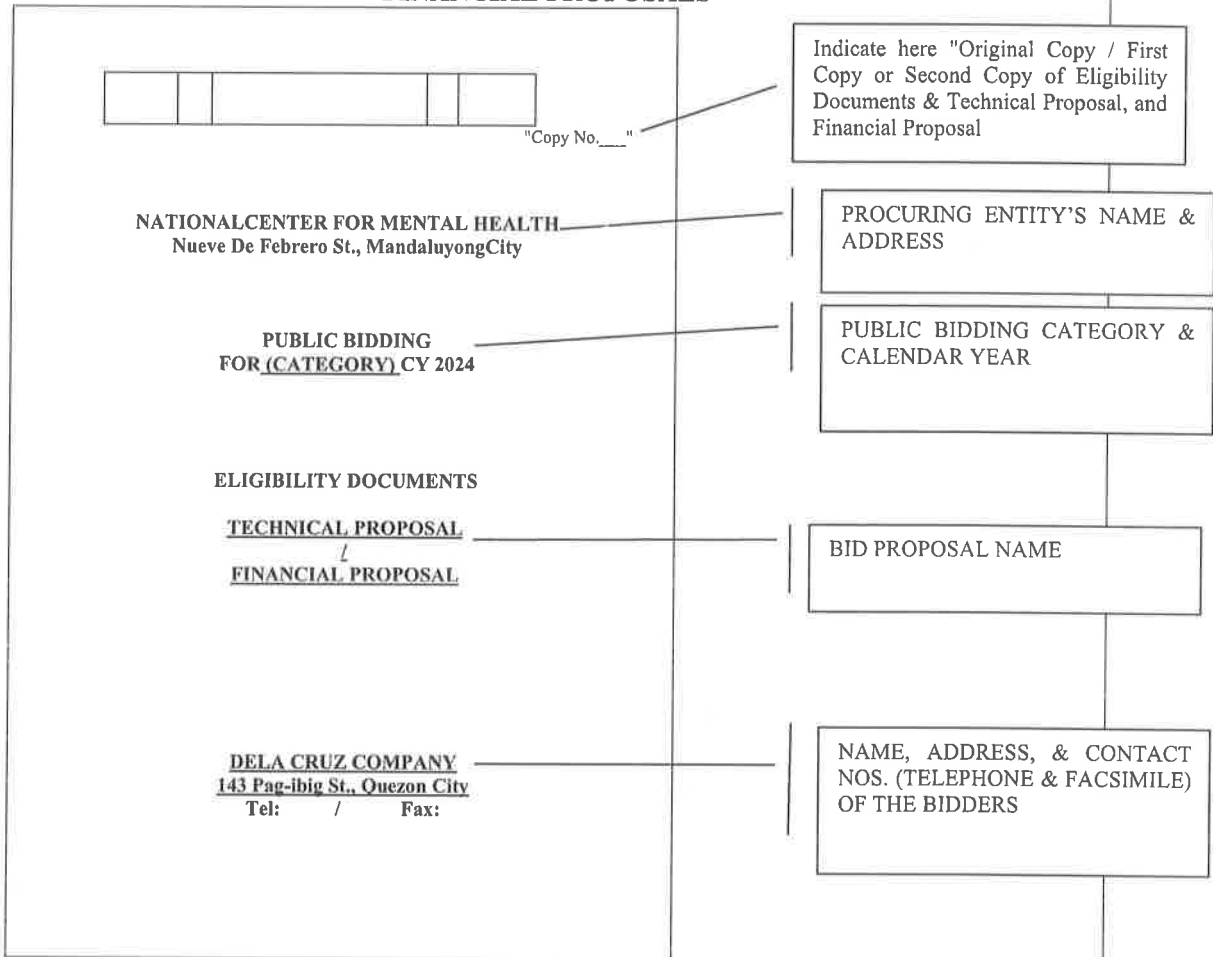 FINANCIAL PROPOSALS
"Copy No.___"
Indicate here "Original Copy / First
Copy or Second Copy of Eligibility
Documents & Technical Proposal, and
Financial Proposal
NATIONALCENTER FOR MENTAL HEALTH
Nueve De Febrero St., MandaluyongCity
PROCURING ENTITY'S NAME &
ADDRESS
PUBLIC BIDDING
FOR (CATEGORY) CY 2024
PUBLIC BIDDING CATEGORY &
CALENDAR YEAR
ELIGIBILITY DOCUMENTS
TECHNICAL PROPOSAL
/
FINANCIAL PROPOSAL
BID PROPOSAL NAME
DELA CRUZ COMPANY
143 Pag-ibig St., Quezon City
Tel: / Fax:
NAME, ADDRESS, & CONTACT
NOS. (TELEPHONE & FACSIMILE)
OF THE BIDDERS